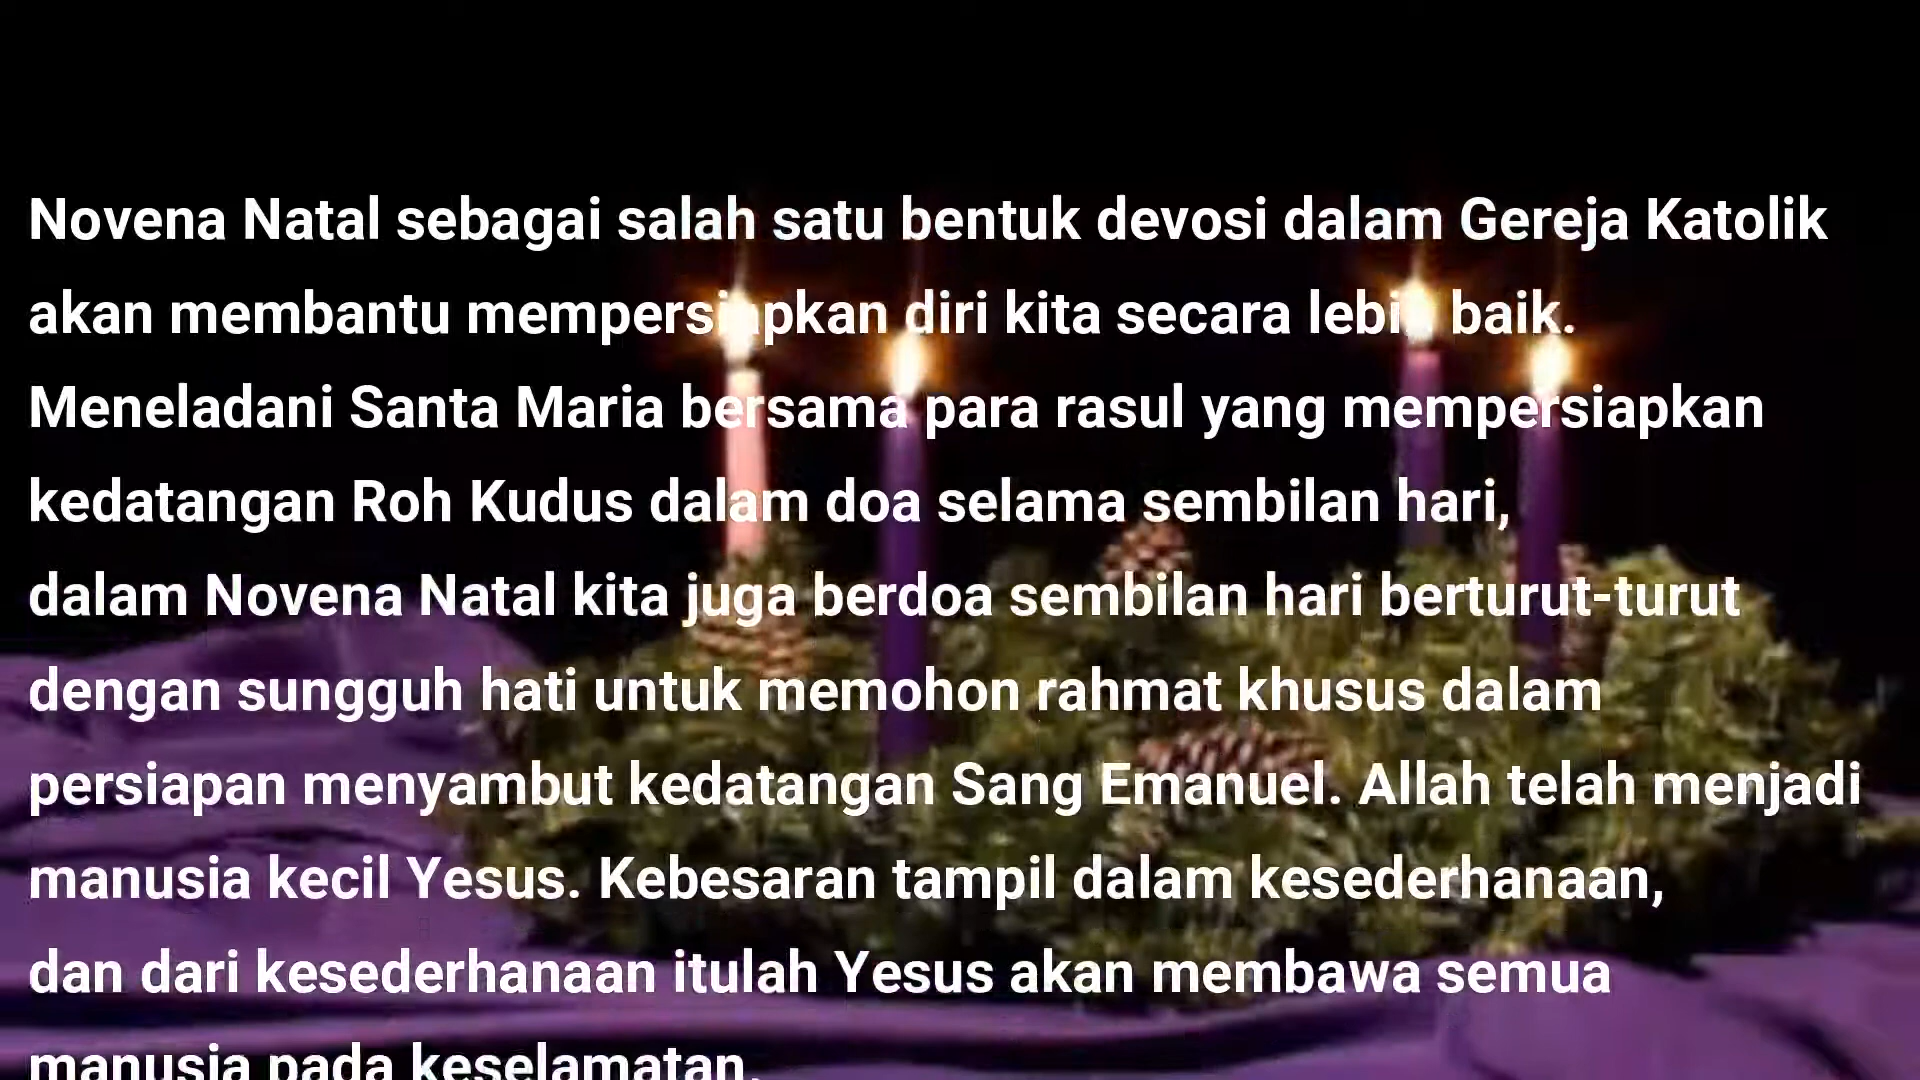 Novena Natal sebagai salah satu bentuk devosi dalam Gereja Katolik
akan membantu mempersiapkan diri kita secara lebih baik.
Meneladani Santa Maria bersama para rasul yang mempersiapkan
kedatangan Roh Kudus dalam doa selama sembilan hari,
dalam Novena Natal kita juga berdoa sembilan hari berturut-turut
dengan sungguh hati untuk memohon rahmat khusus dalam
persiapan menyambut kedatangan Sang Emanuel. Allah telah menjadi
manusia kecil Yesus. Kebesaran tampil dalam kesederhanaan,
dan dari kesederhanaan itulah Yesus akan membawa semua
manusia pada keselamatan.